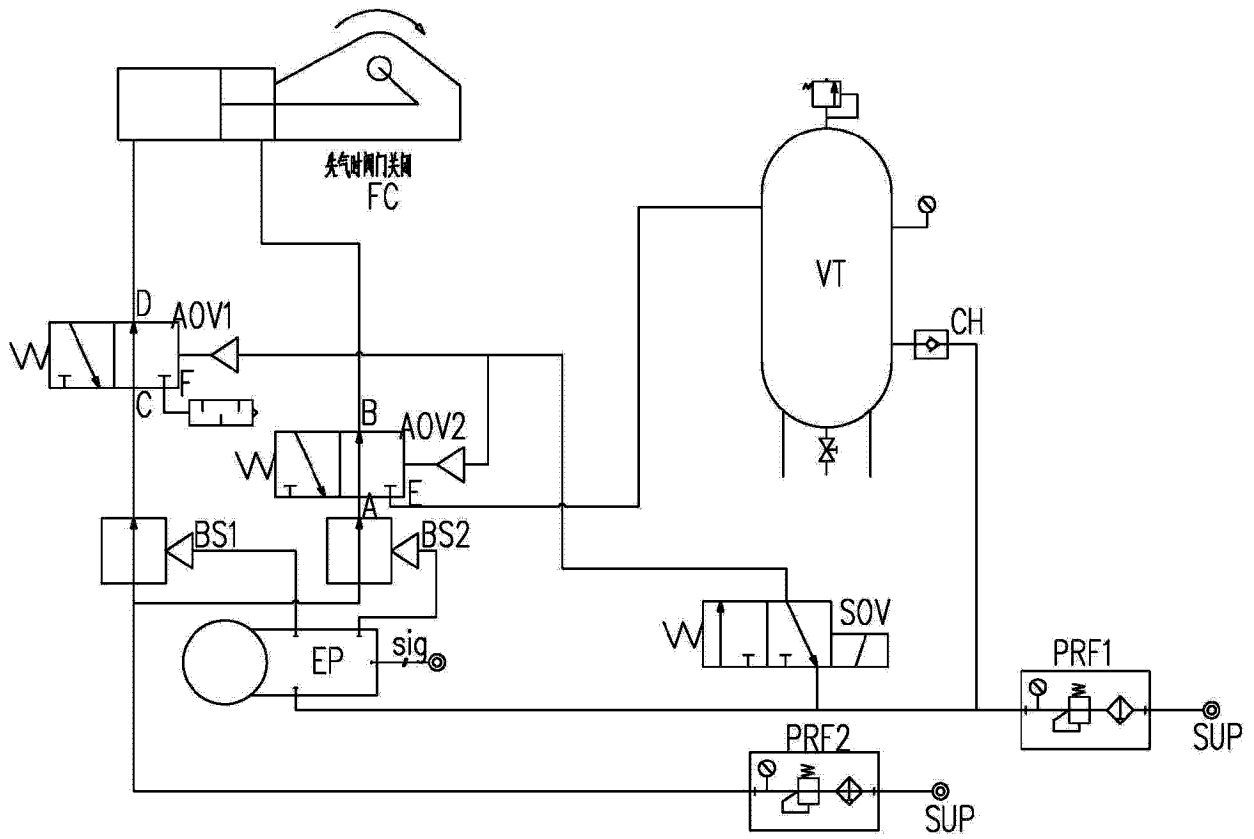 失气时阀门关闭
FC
VT
D
AOV1
CH
F
C
B
AOV2
E
A
BS1
BS2
SOV
sig
EP
PRF1
SUP
PRF2
SUP